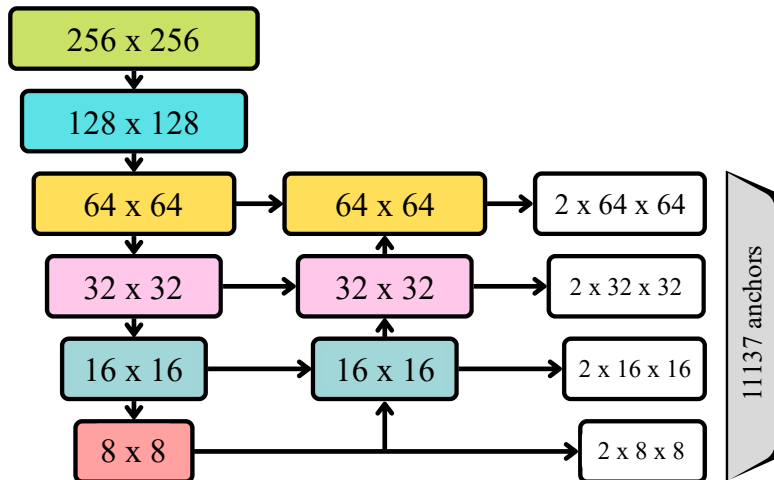 256 x 256
128 x 128
64 x 64
64 x 64
2 x 64 x 64
32 x 32
32 x 32
2 x 32 x 32
16 x 16
16 x 16
2 x 16 x 16
8 x 8
2 x 8 x 8
11137 anchors